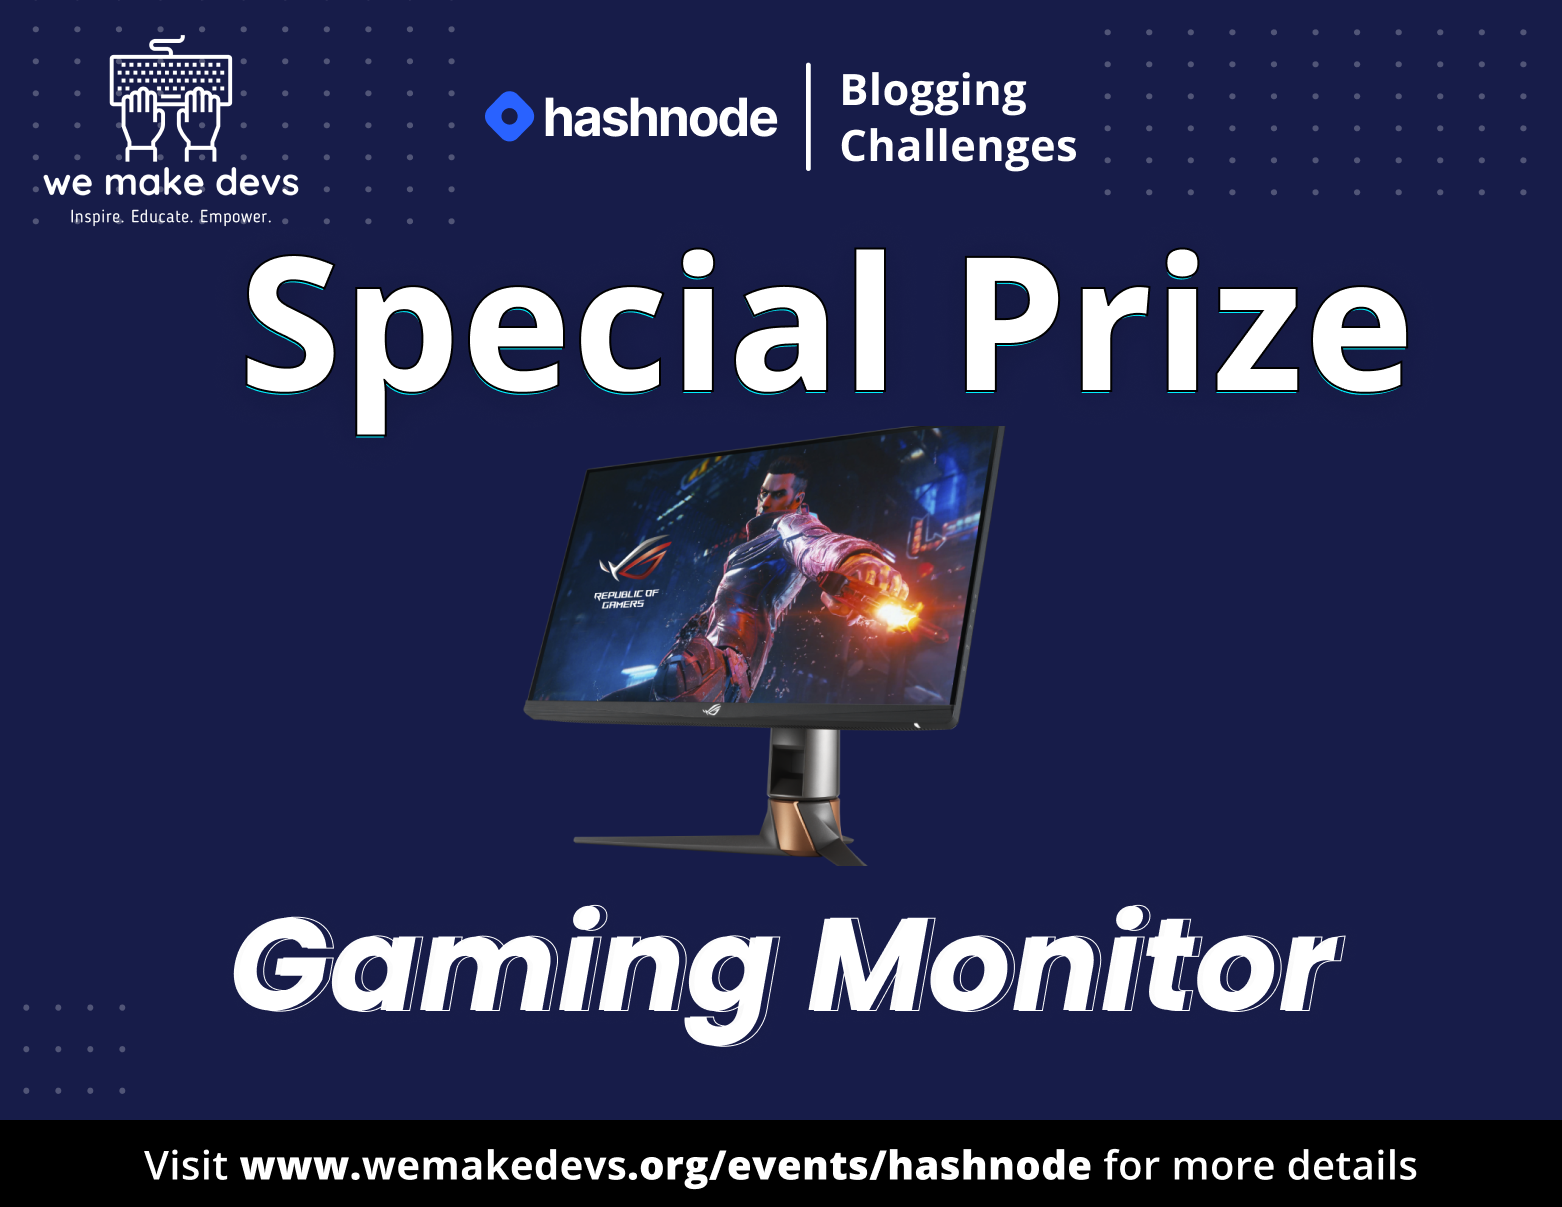 we make devs
Inspire. Educate. Empower.
hashnode
Blogging
Challenges
Special Prize
REPUBLIC OF
GAMERS
Gaming Monitor
Visit www.wemakedevs.org/events/hashnode for more details